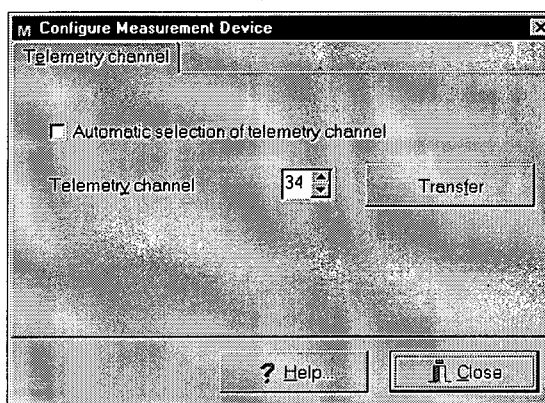 M Configure Measurement Device
Telemetry channel
Automatic selection of telemetry channel
Telemetry channel 34 Transfer
? Help... Close